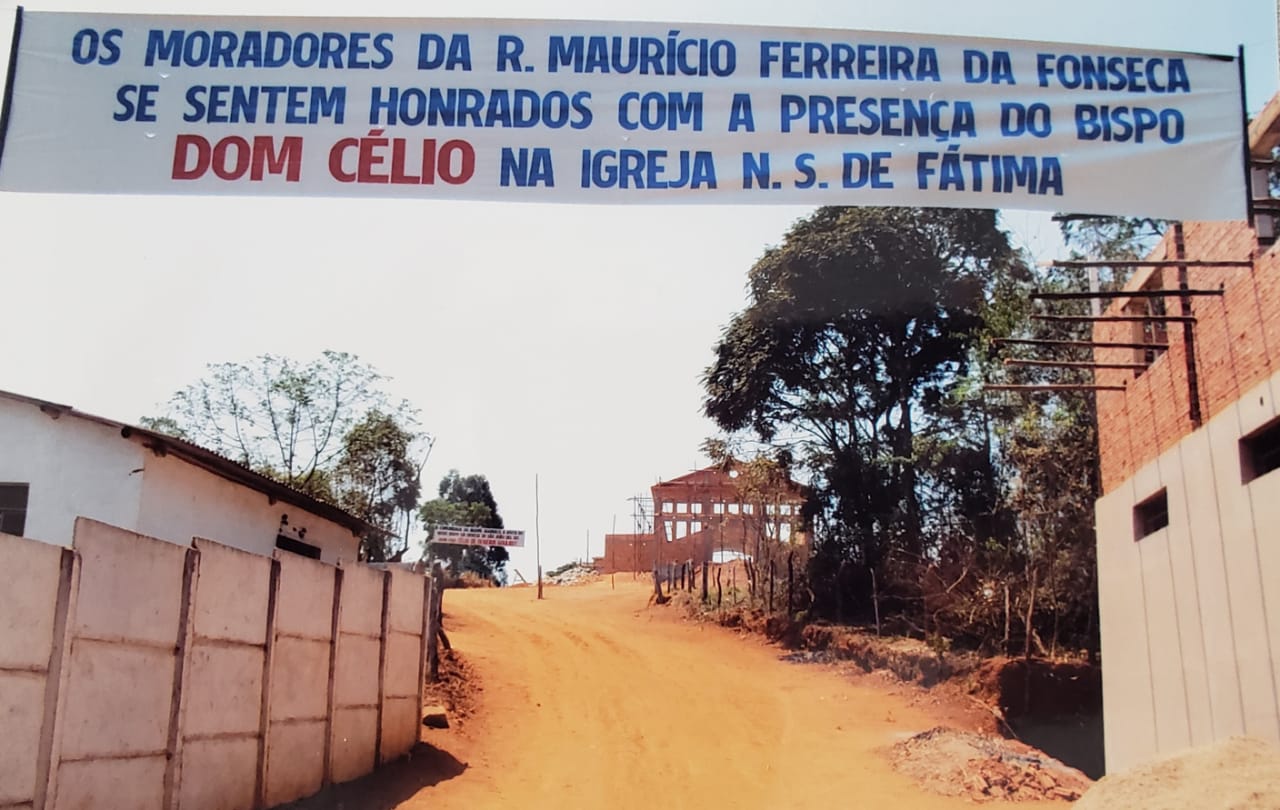 OS MORADORES DA R. MAURÍCIO FERREIRA DA FONSECA
SE SENTEM HONRADOS COM A PRESENÇA DO BISPO
DOM CÉLIO NA IGREJA N. S. DE FÁTIMA